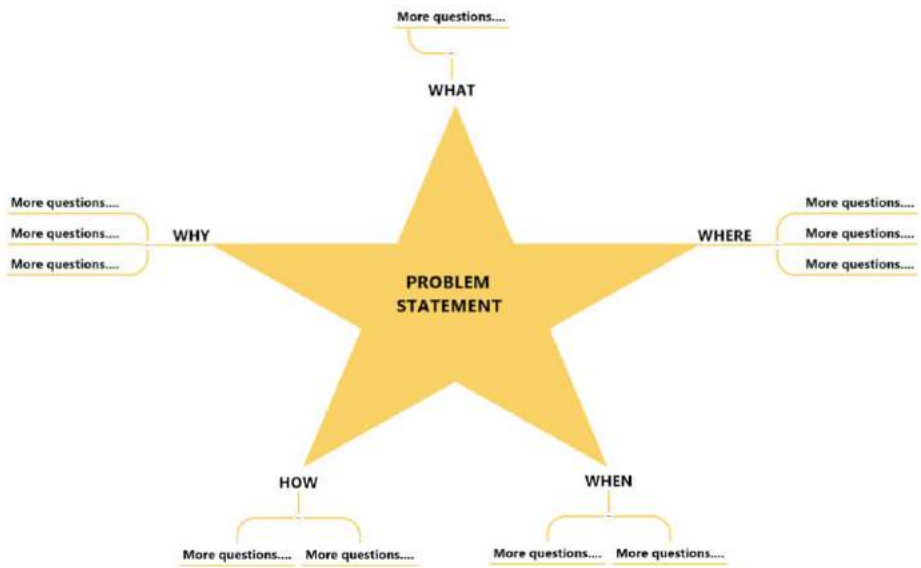 More questions....
WHAT
More questions....
More questions....
More questions....
WHY
WHERE
More questions....
More questions....
More questions....
PROBLEM
STATEMENT
HOW
More questions....
More questions....
WHEN
More questions....
More questions....